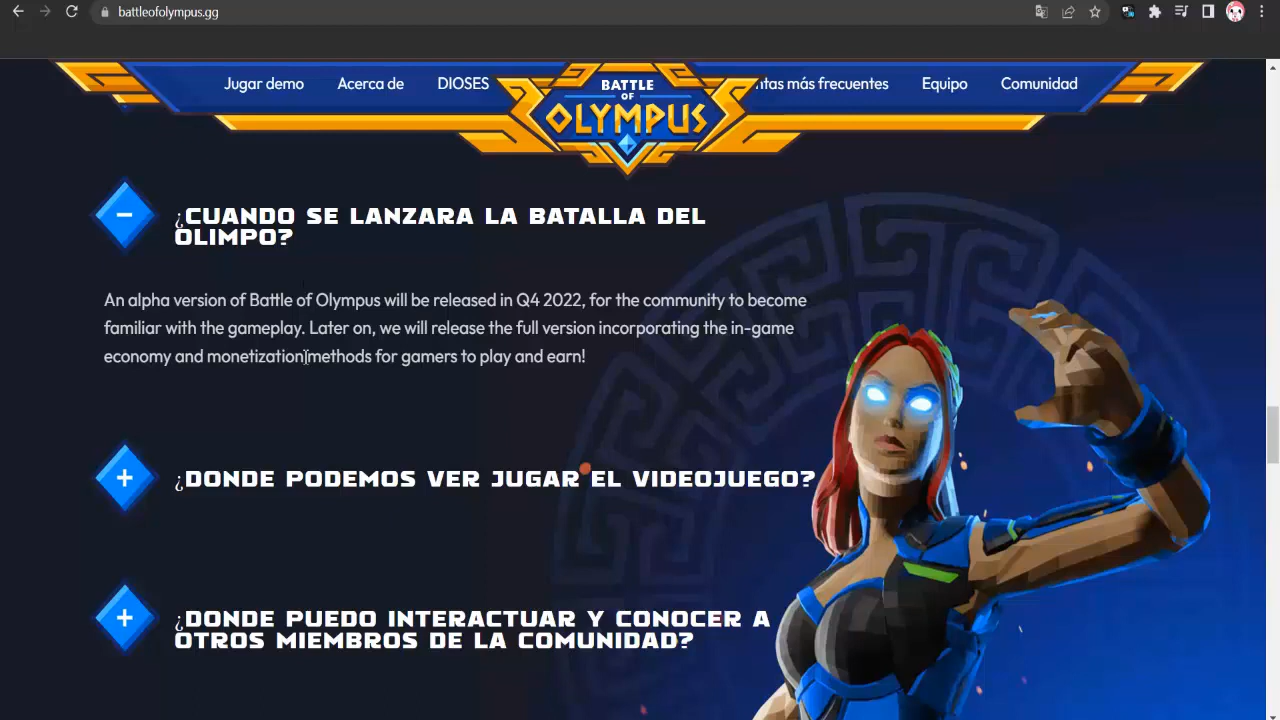 battleofolympus.gg
Jugar demo
Acerca de
DIOSES
BATTLE
OF
OLYMPUS
ntas más frecuentes
Equipo
Comunidad
¿CUANDO SE LANZARA LA BATALLA DEL
OLIMPO?
An alpha version of Battle of Olympus will be released in Q4 2022, for the community to become
familiar with the gameplay. Later on, we will release the full version incorporating the in-game
economy and monetization methods for gamers to play and earn!
¿DONDE PODEMOS VER JUGAR EL VIDEOJUEGO?
¿DONDE PUEDO INTERACTUAR Y CONOCER A
OTROS MIEMBROS DE LA COMUNIDAD?